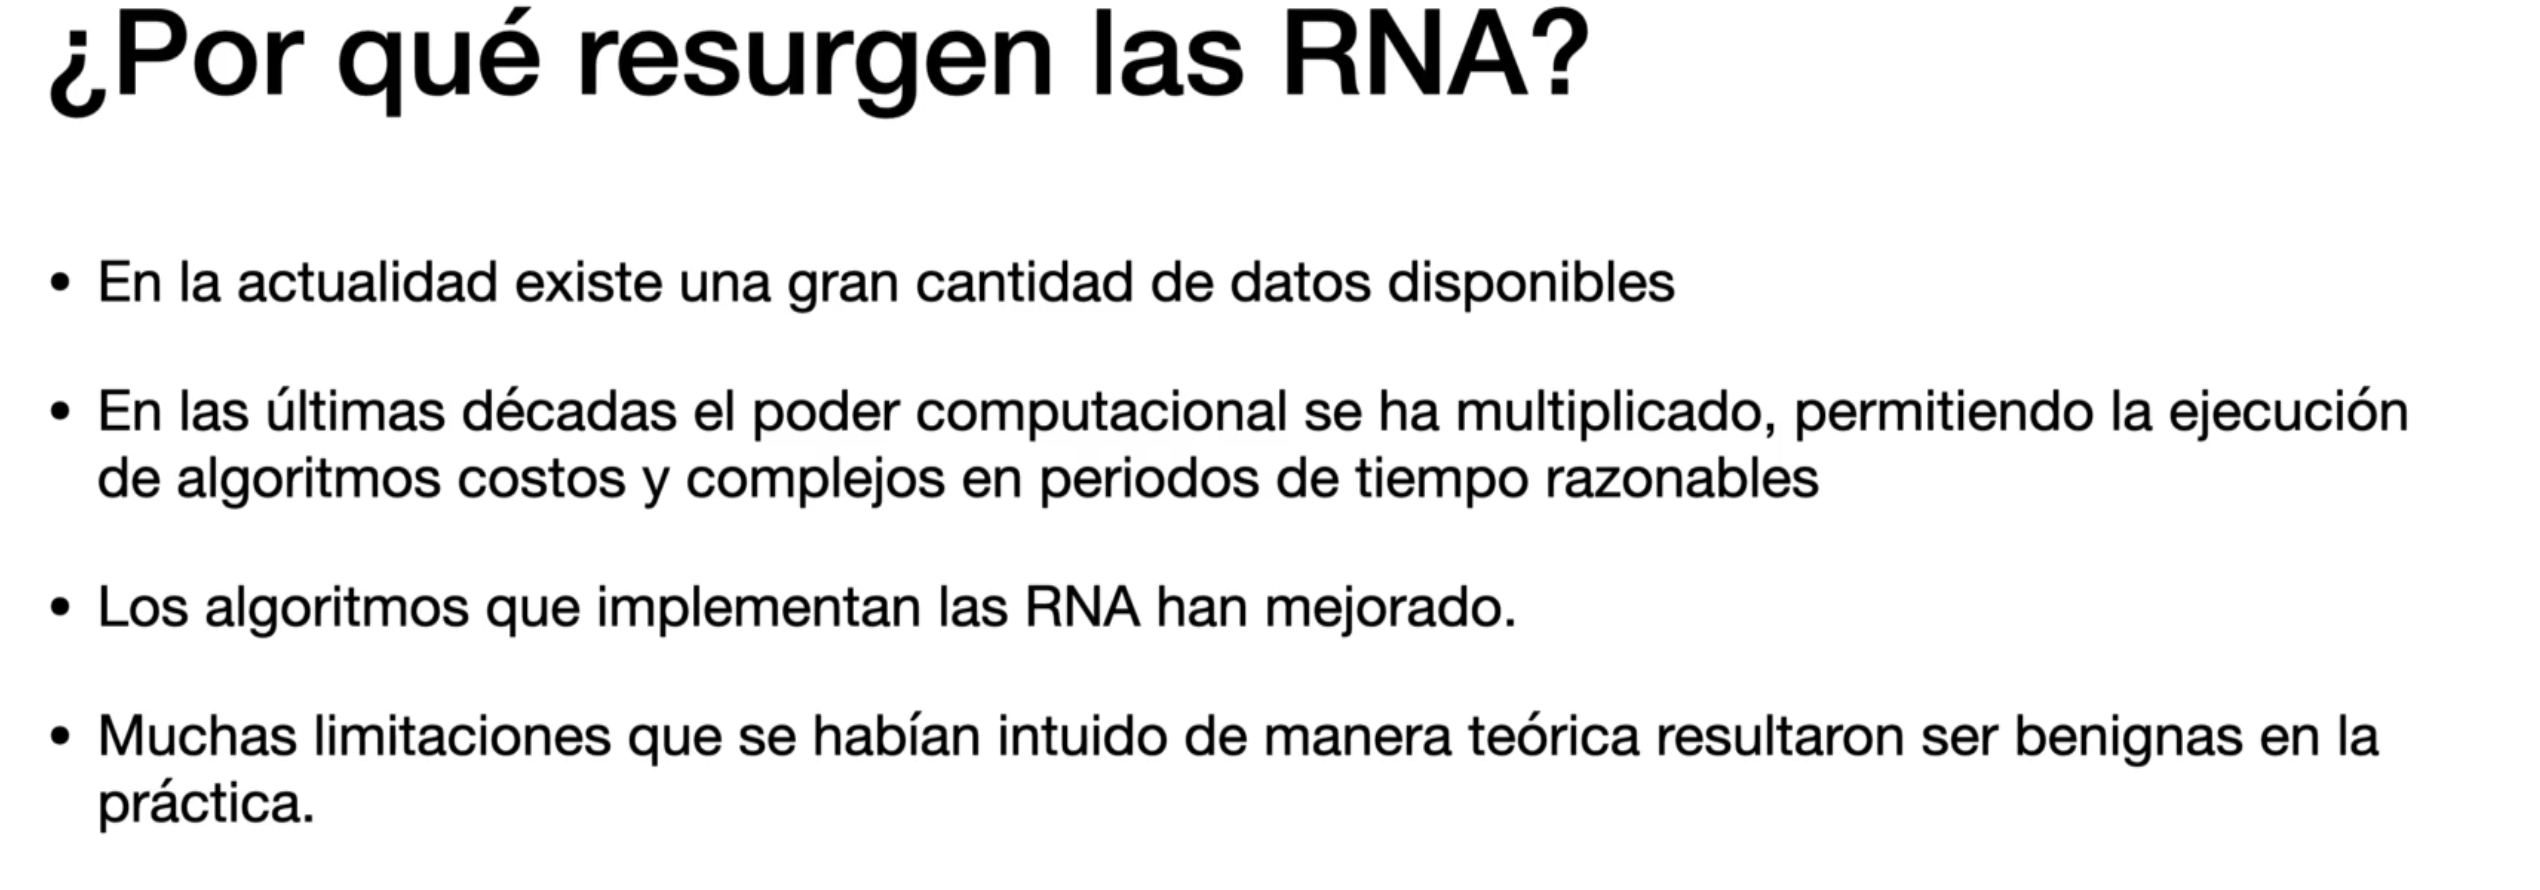 ¿Por qué resurgen las RNA?
• En la actualidad existe una gran cantidad de datos disponibles
• En las últimas décadas el poder computacional se ha multiplicado, permitiendo la ejecución
de algoritmos costos y complejos en periodos de tiempo razonables
• Los algoritmos que implementan las RNA han mejorado.
• Muchas limitaciones que se habían intuido de manera teórica resultaron ser benignas en la
práctica.